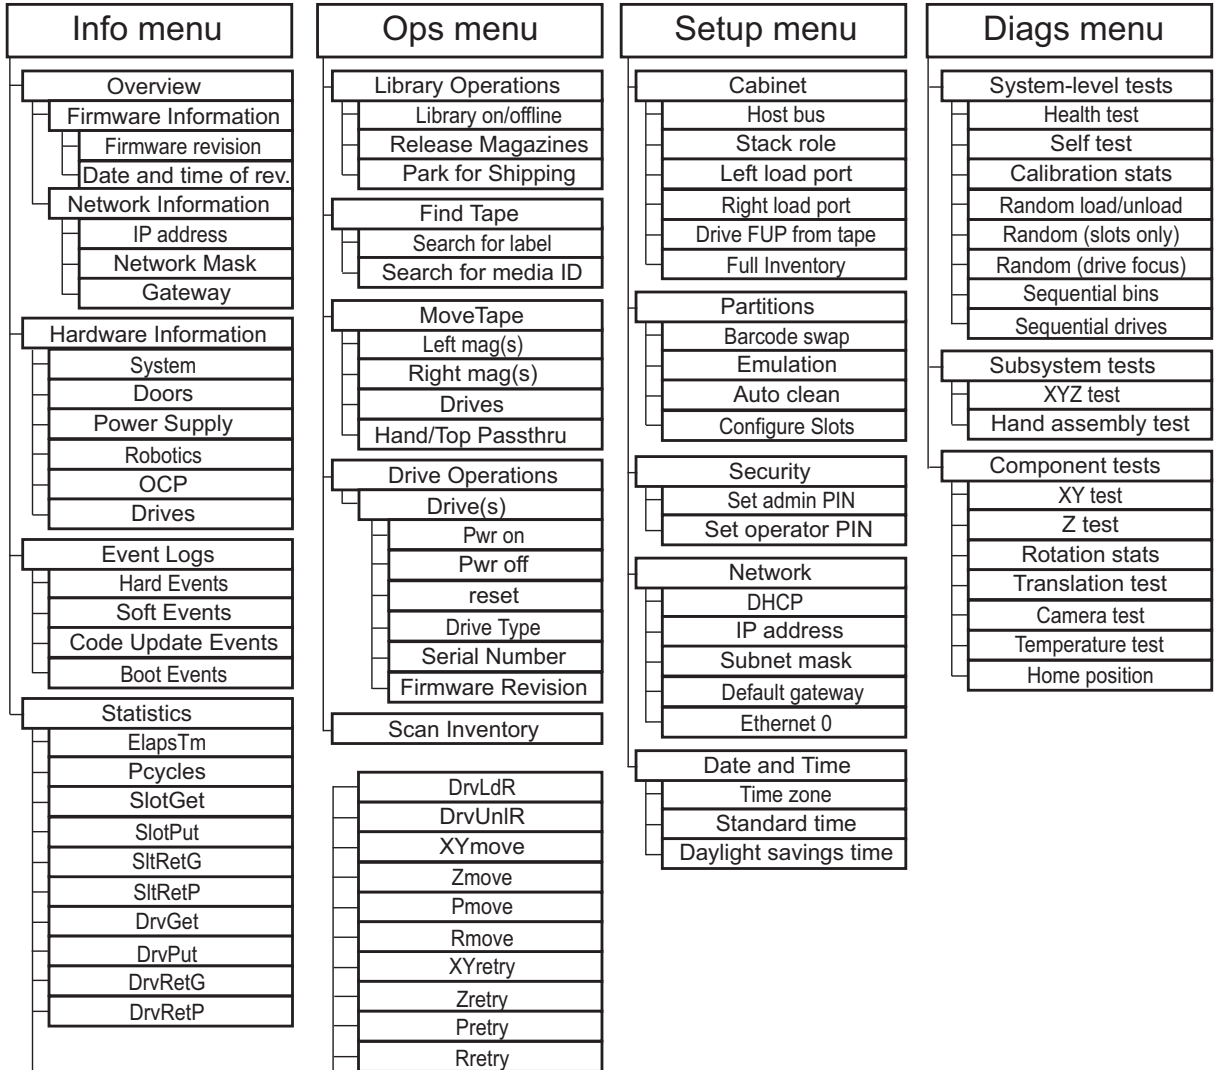 Info menu
Overview
Firmware Information
Firmware revision
Date and time of rev.
Network Information
IP address
Network Mask
Gateway
Hardware Information
System
Doors
Power Supply
Robotics
OCP
Drives
Event Logs
Hard Events
Soft Events
Code Update Events
Boot Events
Statistics
ElapsTm
Pcycles
SlotGet
SlotPut
SltRetG
SltRetP
DrvGet
DrvPut
DrvRetG
DrvRetP
Ops menu
Library Operations
Library on/offline
Release Magazines
Park for Shipping
Find Tape
Search for label
Search for media ID
MoveTape
Left mag(s)
Right mag(s)
Drives
Hand/Top Passthru
Drive Operations
Drive(s)
Pwr on
Pwr off
reset
Drive Type
Serial Number
Firmware Revision
Scan Inventory
DrvLdR
DrvUnlR
XYmove
Zmove
Pmove
Rmove
XYretry
Zretry
Pretry
Rretry
Setup menu
Cabinet
Host bus
Stack role
Left load port
Right load port
Drive FUP from tape
Full Inventory
Partitions
Barcode swap
Emulation
Auto clean
Configure Slots
Security
Set admin PIN
Set operator PIN
Network
DHCP
IP address
Subnet mask
Default gateway
Ethernet 0
Date and Time
Time zone
Standard time
Daylight savings time
Diags menu
System-level tests
Health test
Self test
Calibration stats
Random load/unload
Random (slots only)
Random (drive focus)
Sequential bins
Sequential drives
Subsystem tests
XYZ test
Hand assembly test
Component tests
XY test
Z test
Rotation stats
Translation test
Camera test
Temperature test
Home position